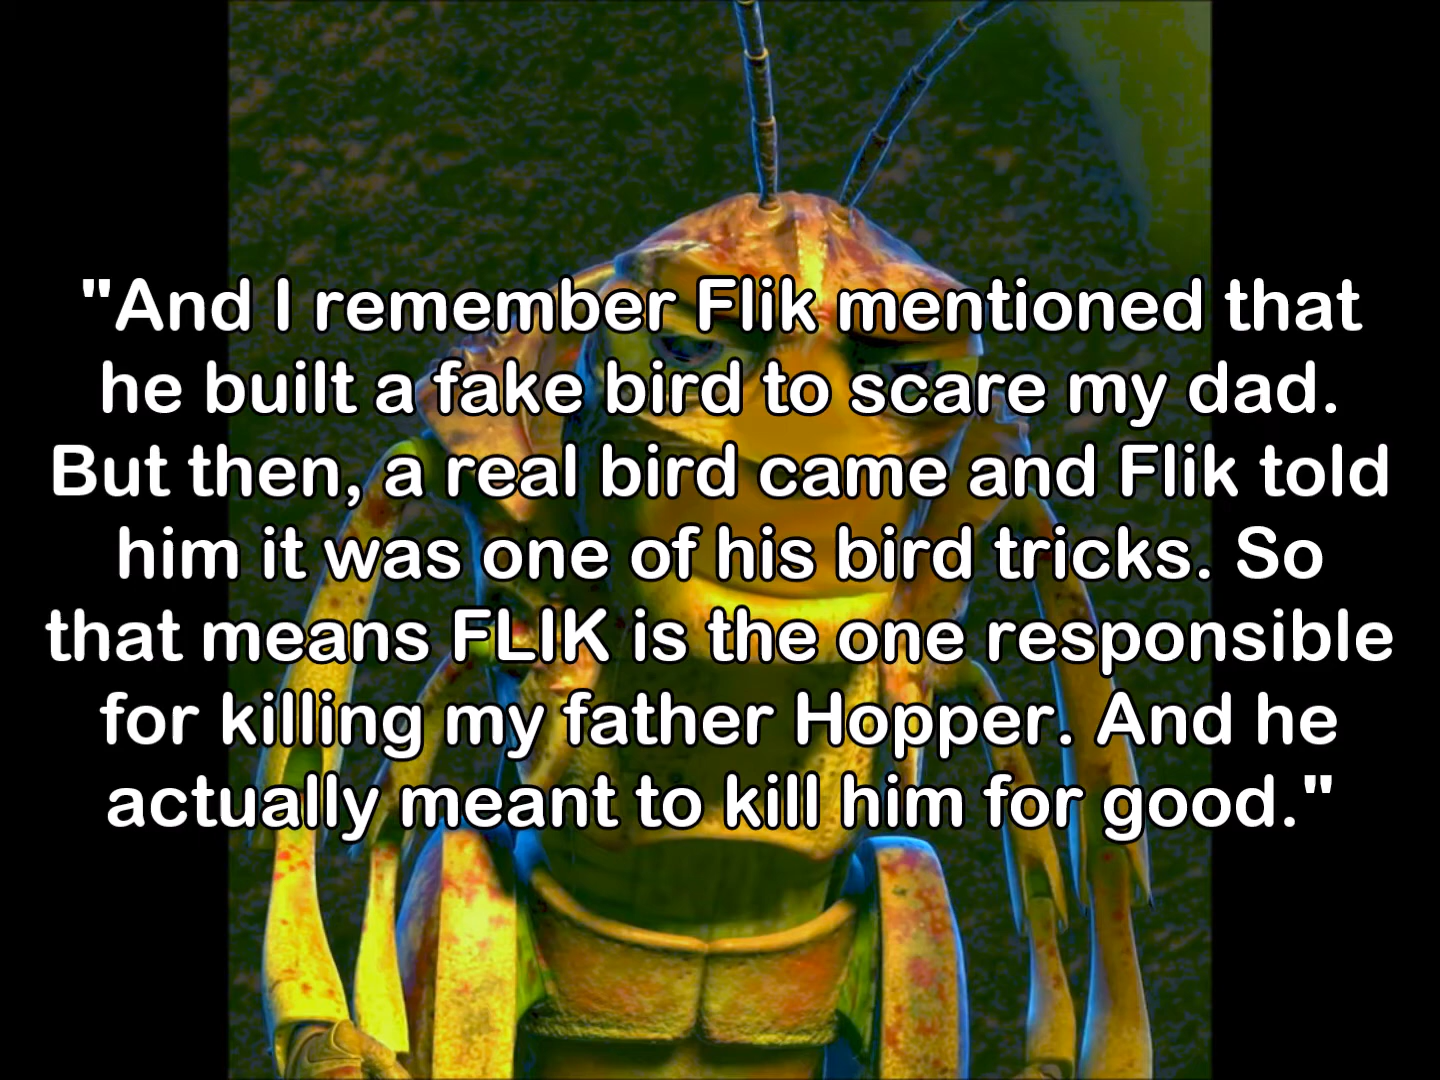 "And I remember Flik mentioned that
he built a fake bird to scare my dad.
But then, a real bird came and Flik told
him it was one of his bird tricks. So
that means FLIK is the one responsible
for killing my father Hopper. And he
actually meant to kill him for good."